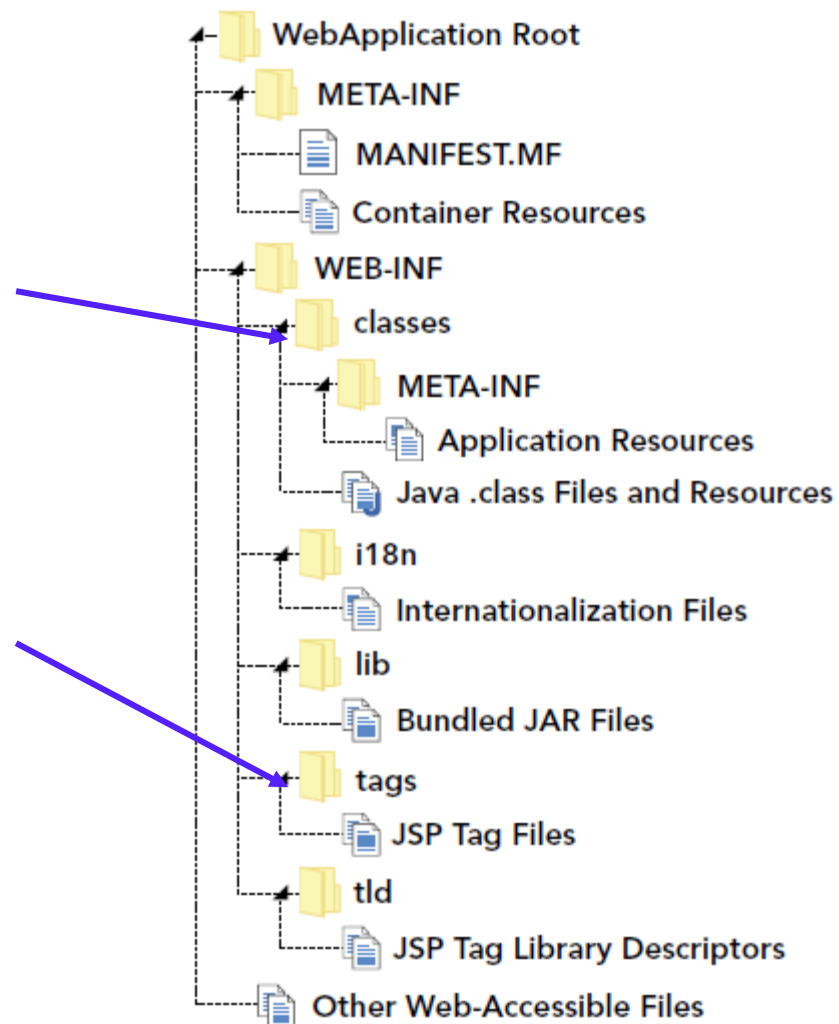 WebApplication Root
META-INF
MANIFEST.MF
Container Resources
WEB-INF
classes
META-INF
Application Resources
Java .class Files and Resources
i18n
Internationalization Files
lib
Bundled JAR Files
tags
JSP Tag Files
tld
JSP Tag Library Descriptors
Other Web-Accessible Files